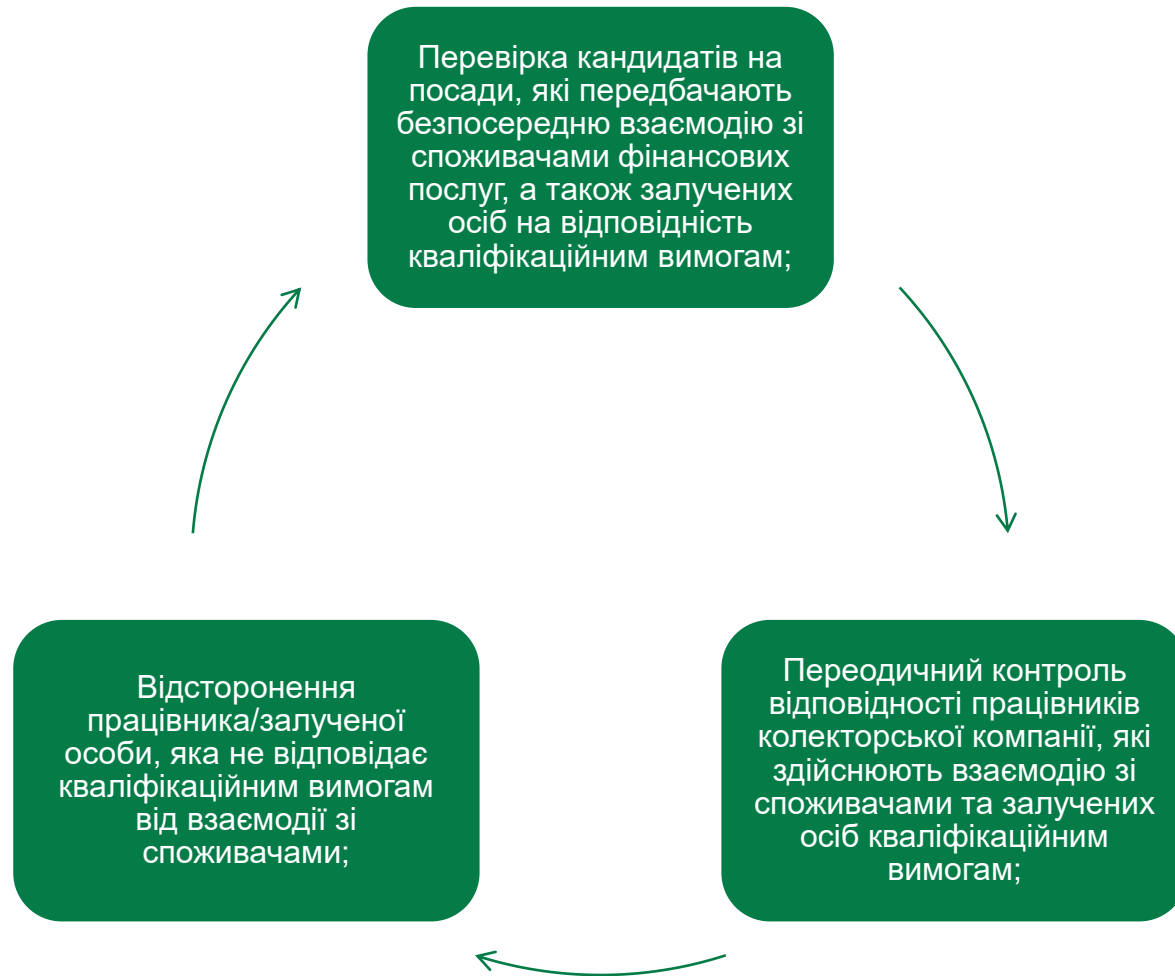 Перевірка кандидатів на
посади, які передбачають
безпосередню взаємодію зі
споживачами фінансових
послуг, а також залучених
осіб на відповідність
кваліфікаційним вимогам;
Переодичний контроль
відповідності працівників
колекторської компанії, які
здійснюють взаємодію зі
споживачами та залучених
осіб кваліфікаційним
вимогам;
Відсторонення
працівника/залученої
особи, яка не відповідає
кваліфікаційним вимогам
від взаємодії зі
споживачами;